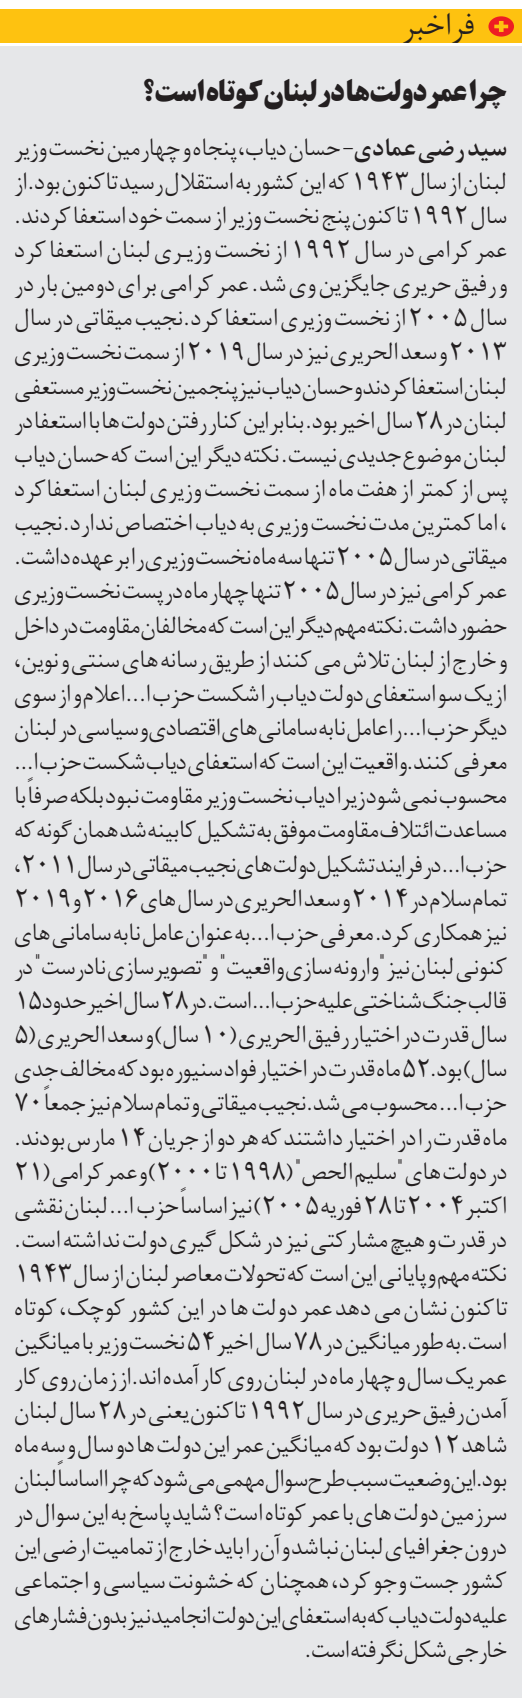 فراخبر
چرا عمر دولت‌ها در لبنان کوتاه است؟
سید رضی عمادی- حسان دیاب، پنجاه و چهارمین نخست‌وزیر
لبنان از سال ۱۹۴۳ که این کشور به استقلال رسید تاکنون بود. از
سال ۱۹۹۲ تاکنون پنج نخست‌وزیر از سمت خود استعفا کردند.
عمر کرامی در سال ۱۹۹۲ از نخست وزیری لبنان استعفا کرد
و رفیق حریری جایگزین وی شد. عمر کرامی برای دومین بار در
سال ۲۰۰۵ از نخست وزیری استعفا کرد. نجیب میقاتی در سال
۲۰۱۳ و سعد الحریری نیز در سال ۲۰۱۹ از سمت نخست‌وزیری
لبنان استعفا کردند و حسان دیاب نیز پنجمین نخست‌وزیر مستعفی
لبنان در ۲۸ سال اخیر بود. بنابراین کنار رفتن دولت ها با استعفا در
لبنان موضوع جدیدی نیست. نکته دیگر این است که حسان دیاب
پس از کمتر از هفت ماه از سمت نخست وزیری لبنان استعفا کرد
، اما کمترین مدت نخست وزیری به دیاب اختصاص ندارد. نجیب
میقاتی در سال ۲۰۰۵ تنها سه ماه نخست‌وزیری را بر عهده داشت.
عمر کرامی نیز در سال ۲۰۰۵ تنها چهار ماه در پست نخست‌وزیری
حضور داشت. نکته مهم دیگر این است که مخالفان مقاومت در داخل
و خارج از لبنان تلاش می کنند از طریق رسانه های سنتی و نوین،
از یک سو استعفای دولت دیاب را شکست حزب ا... اعلام و از سوی
دیگر حزب ا... را عامل نابه سامانی های اقتصادی و سیاسی در لبنان
معرفی کنند. واقعیت این است که استعفای دیاب شکست حزب ا...
محسوب نمی شود زیرا دیاب نخست وزیر مقاومت نبود بلکه صرفاً با
مساعدت ائتلاف مقاومت موفق به تشکیل کابینه شد همان گونه که
حزب ا... در فرایند تشکیل دولت های نجیب میقاتی در سال ۲۰۱۱،
تمام سلام در ۲۰۱۴ و سعد الحریری در سال های ۲۰۱۶ و ۲۰۱۹
نیز همکاری کرد. معرفی حزب ا... به عنوان عامل نابه سامانی های
کنونی لبنان نیز "وارونه سازی واقعیت" و "تصویرسازی نادرست" در
قالب جنگ شناختی علیه حزب ا... است. در ۲۸ سال اخیر حدود ۱۵
سال قدرت در اختیار رفیق الحریری (۱۰ سال) و سعد الحریری (۵
سال) بود. ۵۲ ماه قدرت در اختیار فواد سنیوره بود که مخالف جدی
حزب ا... محسوب می شد. نجیب میقاتی و تمام سلام نیز جمعاً ۷۰
ماه قدرت را در اختیار داشتند که هر دو از جریان ۱۴ مارس بودند.
در دولت های "سلیم الحص" (۱۹۹۸ تا ۲۰۰۰) و عمر کرامی (۲۱
اکتبر ۲۰۰۴ تا ۲۸ فوریه ۲۰۰۵) نیز اساساً حزب ا... لبنان نقشی
در قدرت و هیچ مشارکتی نیز در شکل گیری دولت نداشته است.
نکته مهم و پایانی این است که تحولات معاصر لبنان از سال ۱۹۴۳
تاکنون نشان می دهد عمر دولت ها در این کشور کوچک، کوتاه
است. به طور میانگین در ۷۸ سال اخیر ۵۴ نخست وزیر با میانگین
عمر یک سال و چهار ماه در لبنان روی کار آمده اند. از زمان روی کار
آمدن رفیق حریری در سال ۱۹۹۲ تاکنون یعنی در ۲۸ سال لبنان
شاهد ۱۲ دولت بود که میانگین عمر این دولت ها دو سال و سه ماه
بود. این وضعیت سبب طرح سوال مهمی می شود که چرا اساساً لبنان
سرزمین دولت های با عمر کوتاه است؟ شاید پاسخ به این سوال در
درون جغرافیای لبنان نباشد و آن را باید خارج از تمامیت ارضی این
کشور جست و جو کرد، همچنان که خشونت سیاسی و اجتماعی
علیه دولت دیاب که به استعفای این دولت انجامید نیز بدون فشارهای
خارجی شکل نگرفته است.